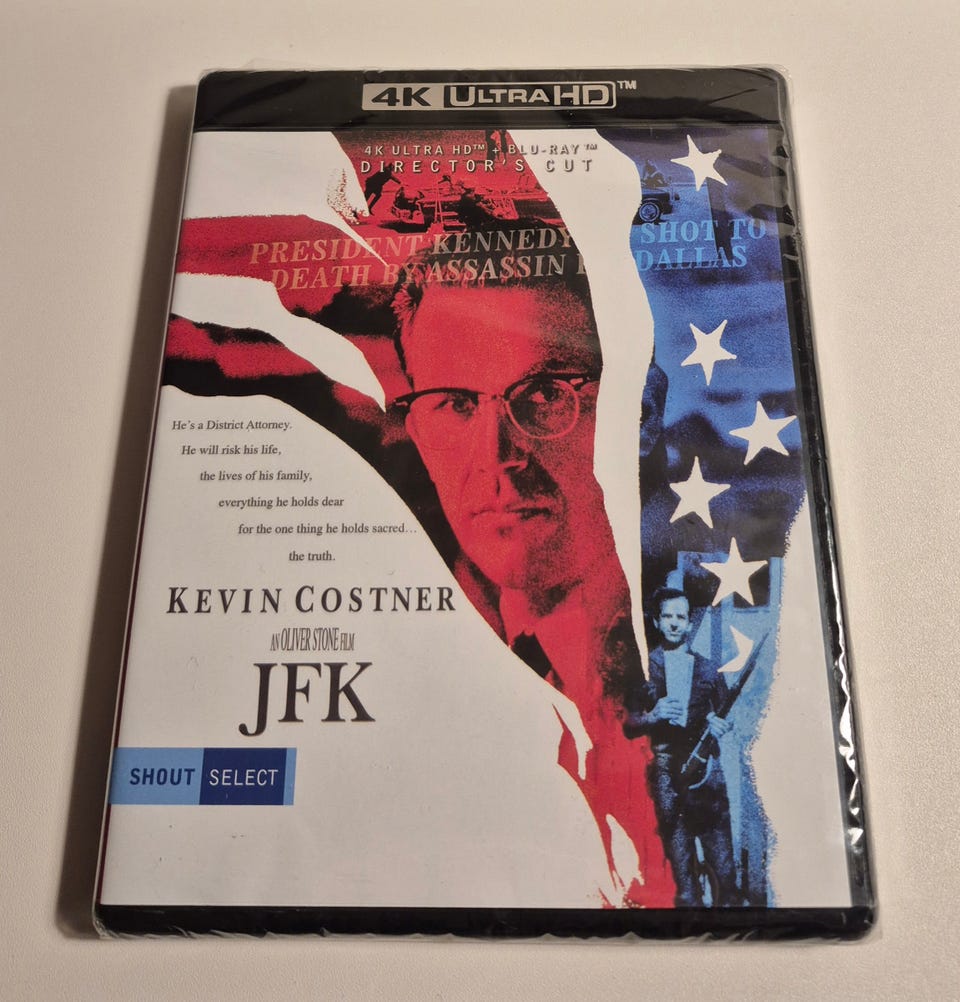 4K ULTRA HD™
4K ULTRA HD™ + BLU-RAY™
DIRECTOR'S CUT
PRESIDENT KENNEDY SHOT TO
DEATH BY ASSASSIN DALLAS
He's a District Attorney.
He will risk his life,
the lives of his family,
everything he holds dear
for the one thing he holds sacred...
the truth.
KEVIN COSTNER
AN OLIVER STONE FILM
JFK
SHOUT SELECT